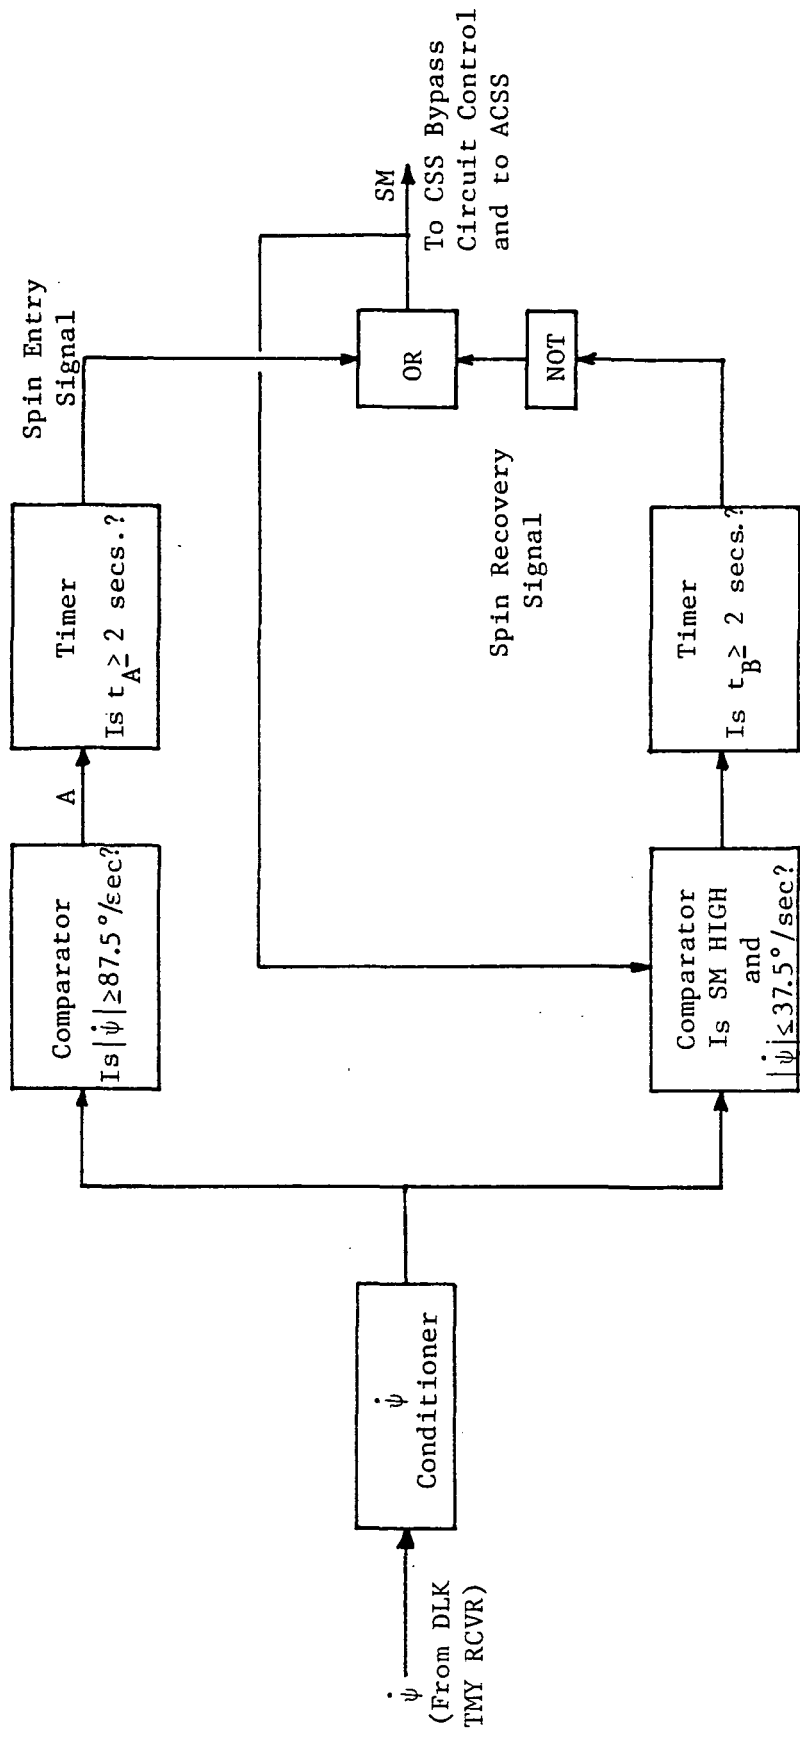 ψ̇
(From DLK
TMY RCVR)
ψ̇
Conditioner
Comparator
Is|ψ̇|≥87.5°/sec?
A
Timer
Is t_A ≥ 2 secs.?
Spin Entry
Signal
Comparator
Is SM HIGH
and
|ψ̇|≤37.5°/sec?
Timer
Is t_B ≥ 2 secs.?
Spin Recovery
Signal
OR
NOT
SM
To CSS Bypass
Circuit Control
and to ACSS